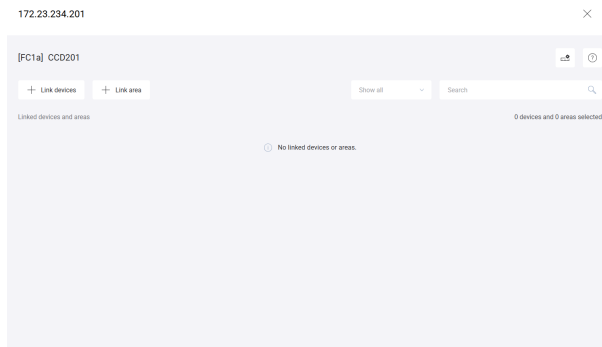 172.23.234.201
[FC1a] CCD201
Link devices
Link area
Show all
Search
Linked devices and areas
0 devices and 0 areas selected
No linked devices or areas.